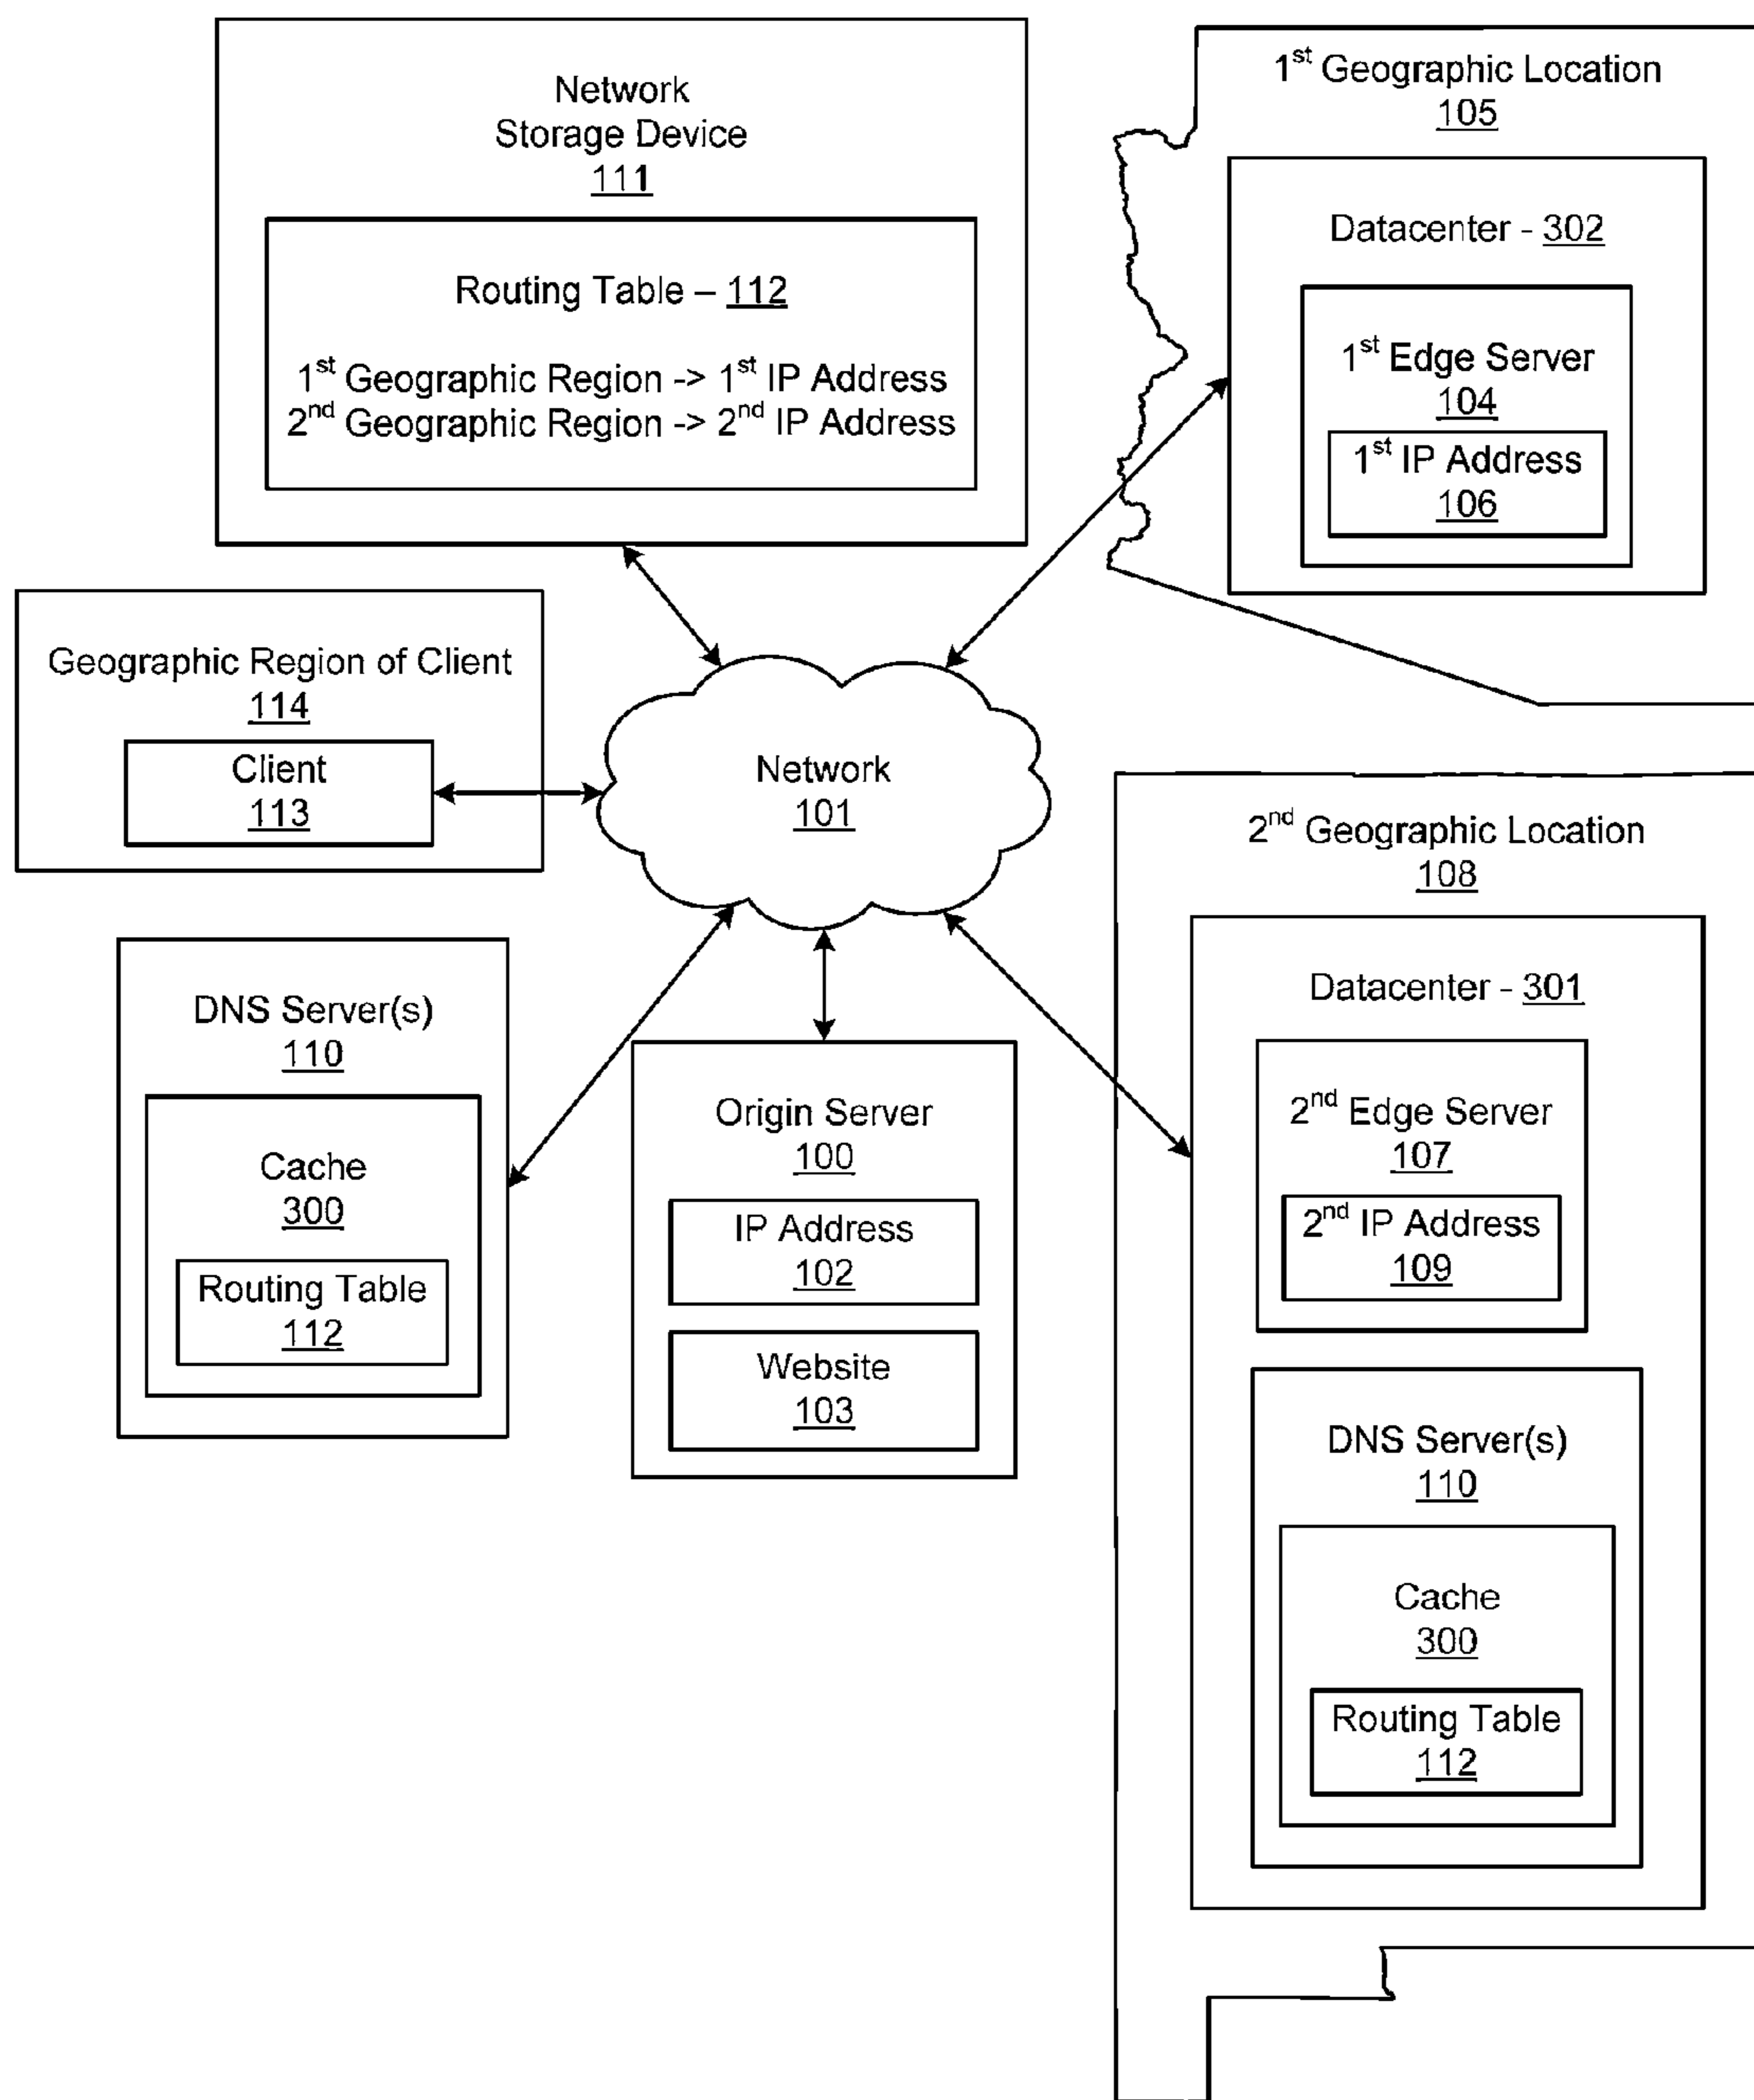 Network
Storage Device
111
Routing Table – 112
1st Geographic Region -> 1st IP Address
2nd Geographic Region -> 2nd IP Address
1st Geographic Location
105
Datacenter - 302
1st Edge Server
104
1st IP Address
106
Geographic Region of Client
114
Client
113
Network
101
2nd Geographic Location
108
Datacenter - 301
2nd Edge Server
107
2nd IP Address
109
DNS Server(s)
110
Cache
300
Routing Table
112
DNS Server(s)
110
Cache
300
Routing Table
112
Origin Server
100
IP Address
102
Website
103